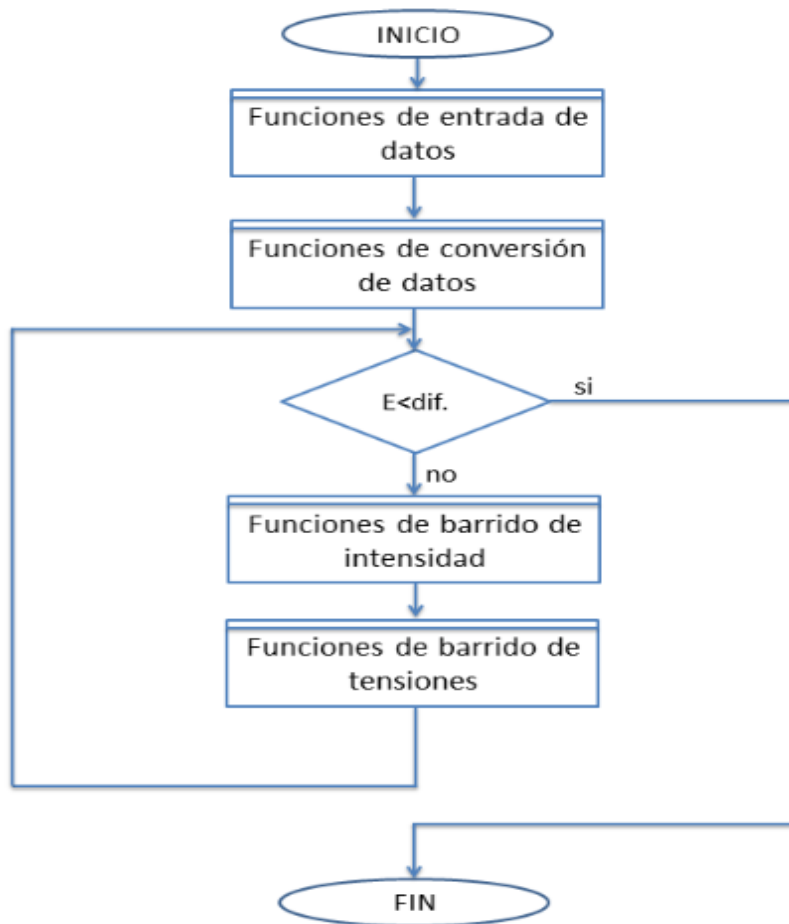 INICIO
Funciones de entrada de
datos
Funciones de conversión
de datos
E<dif.
si
no
Funciones de barrido de
intensidad
Funciones de barrido de
tensiones
FIN